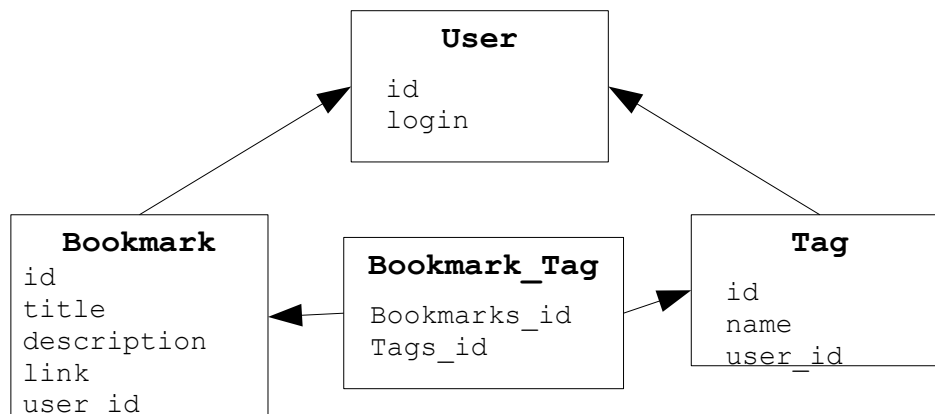 User
id
login
Bookmark
id
title
description
link
user_id
Bookmark_Tag
Bookmarks_id
Tags_id
Tag
id
name
user_id